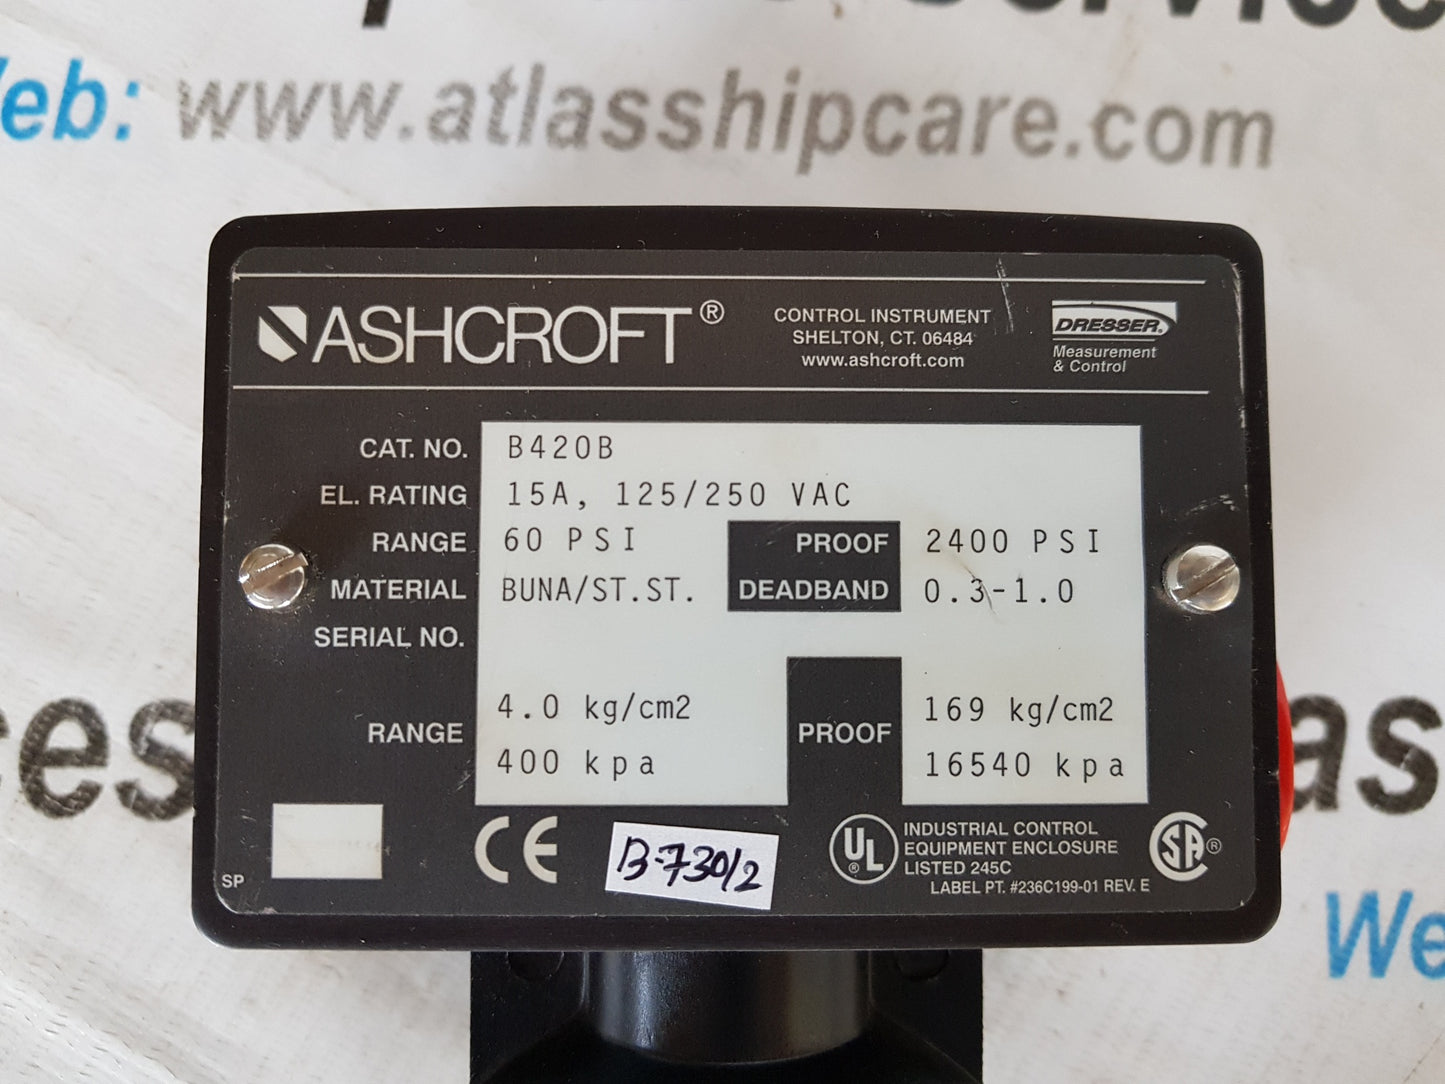 Web: www.atlasshipcare.com
ASHCROFT®
CONTROL INSTRUMENT
SHELTON, CT. 06484
www.ashcroft.com
DRESSER®
Measurement
& Control
CAT. NO. B420B
EL. RATING 15A, 125/250 VAC
RANGE 60 PSI PROOF 2400 PSI
MATERIAL BUNA/ST.ST. DEADBAND 0.3-1.0
SERIAL NO.
RANGE 4.0 kg/cm2 PROOF 169 kg/cm2
400 kpa 16540 kpa
SP
CE
B-730/2
UL®
INDUSTRIAL CONTROL
EQUIPMENT ENCLOSURE
LISTED 245C
LABEL PT. #236C199-01 REV. E
SA®
We